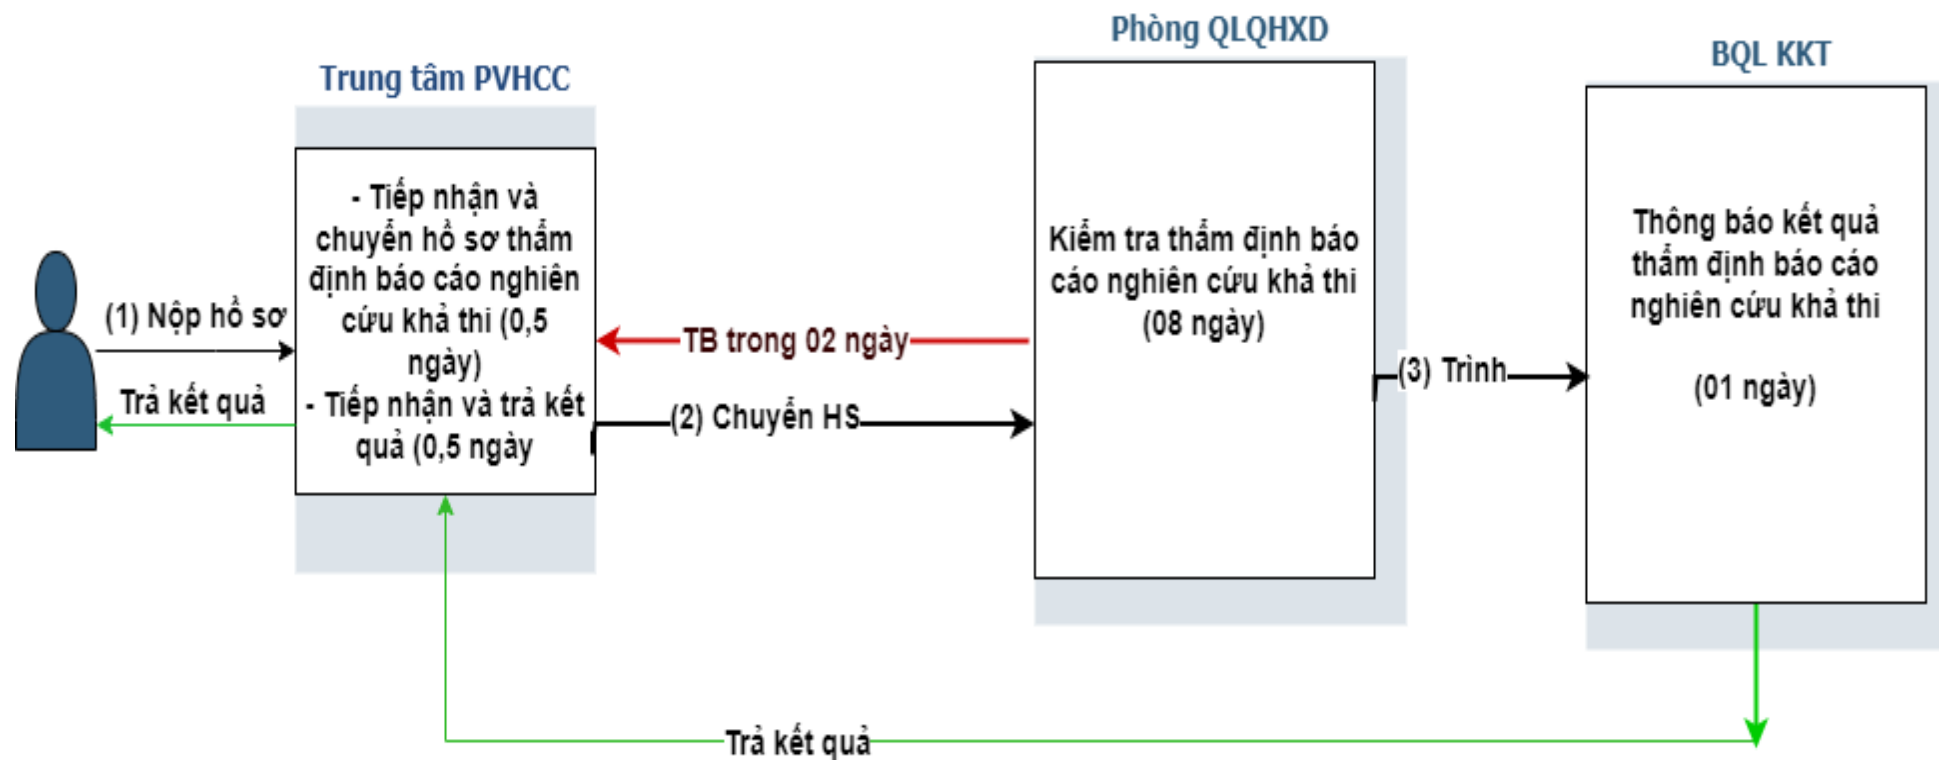 Phòng QLQHXD
BQL KKT
Trung tâm PVHCC
- Tiếp nhận và
chuyển hồ sơ thẩm
định báo cáo nghiên
cứu khả thi (0,5
ngày)
- Tiếp nhận và trả kết
quả (0,5 ngày
Kiểm tra thẩm định báo
cáo nghiên cứu khả thi
(08 ngày)
Thông báo kết quả
thẩm định báo cáo
nghiên cứu khả thi
(01 ngày)
(1) Nộp hồ sơ
Trả kết quả
TB trong 02 ngày
(2) Chuyển HS
(3) Trình
Trả kết quả